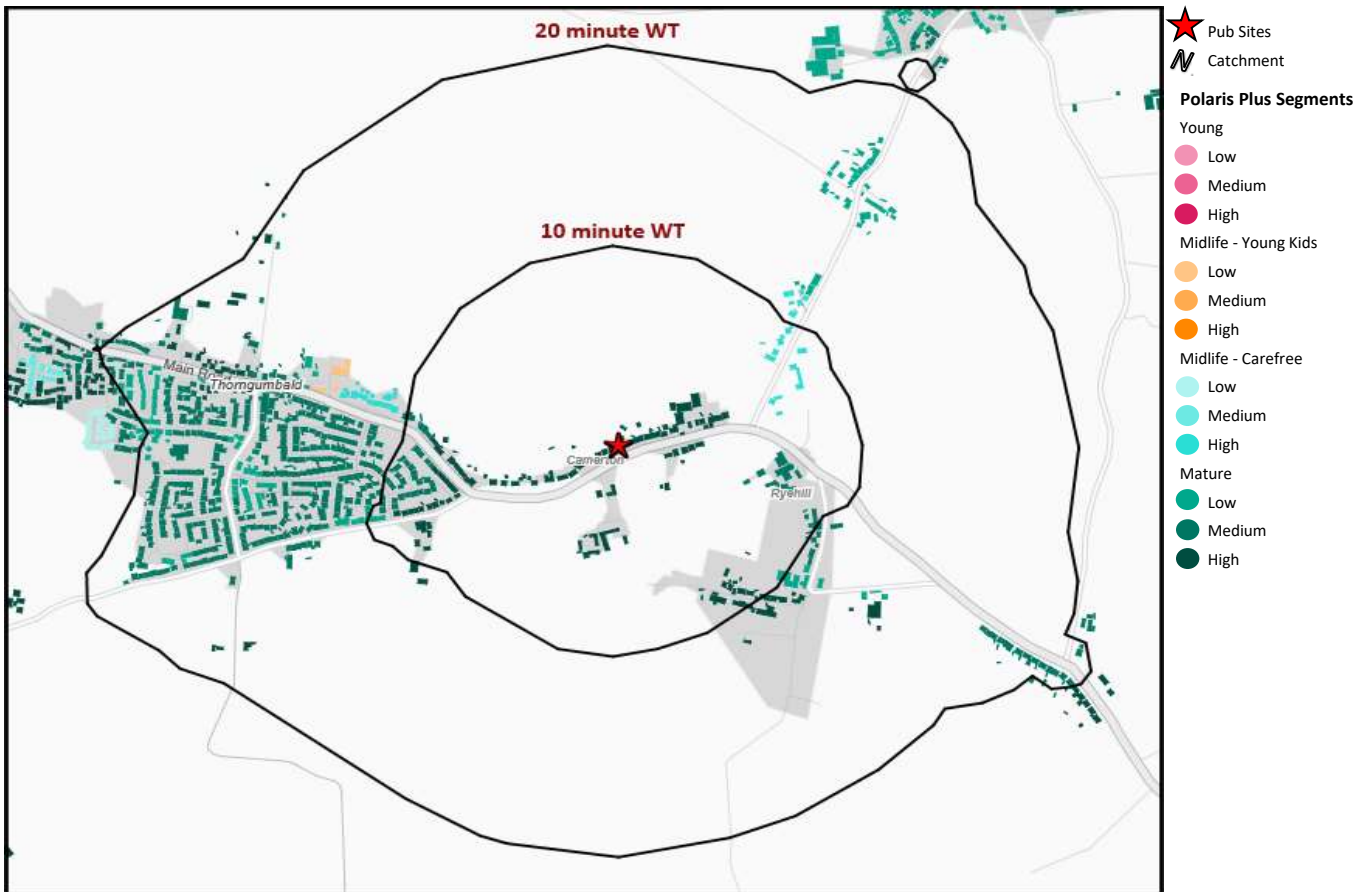 20 minute WT
10 minute WT
Main Ro
Thorngumbald
Camerton
Ryehill
Pub Sites
Catchment
Polaris Plus Segments
Young
Low
Medium
High
Midlife - Young Kids
Low
Medium
High
Midlife - Carefree
Low
Medium
High
Mature
Low
Medium
High